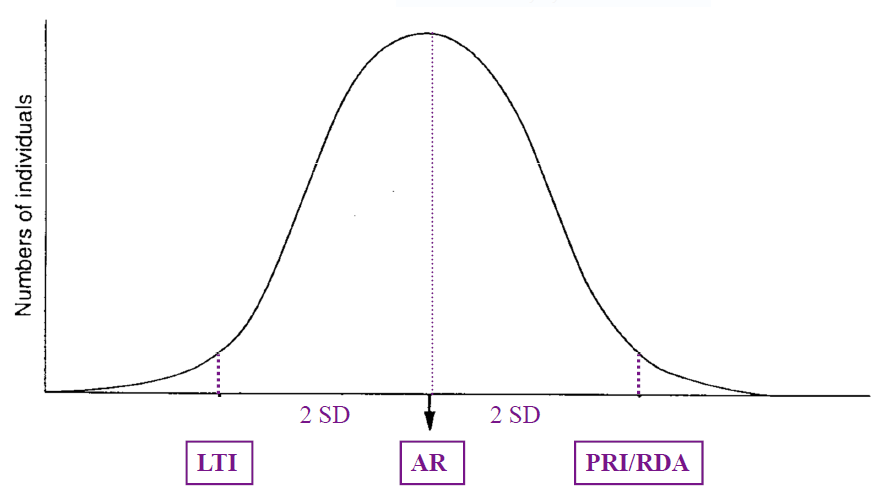 Numbers of individuals
2 SD
2 SD
LTI
AR
PRI/RDA